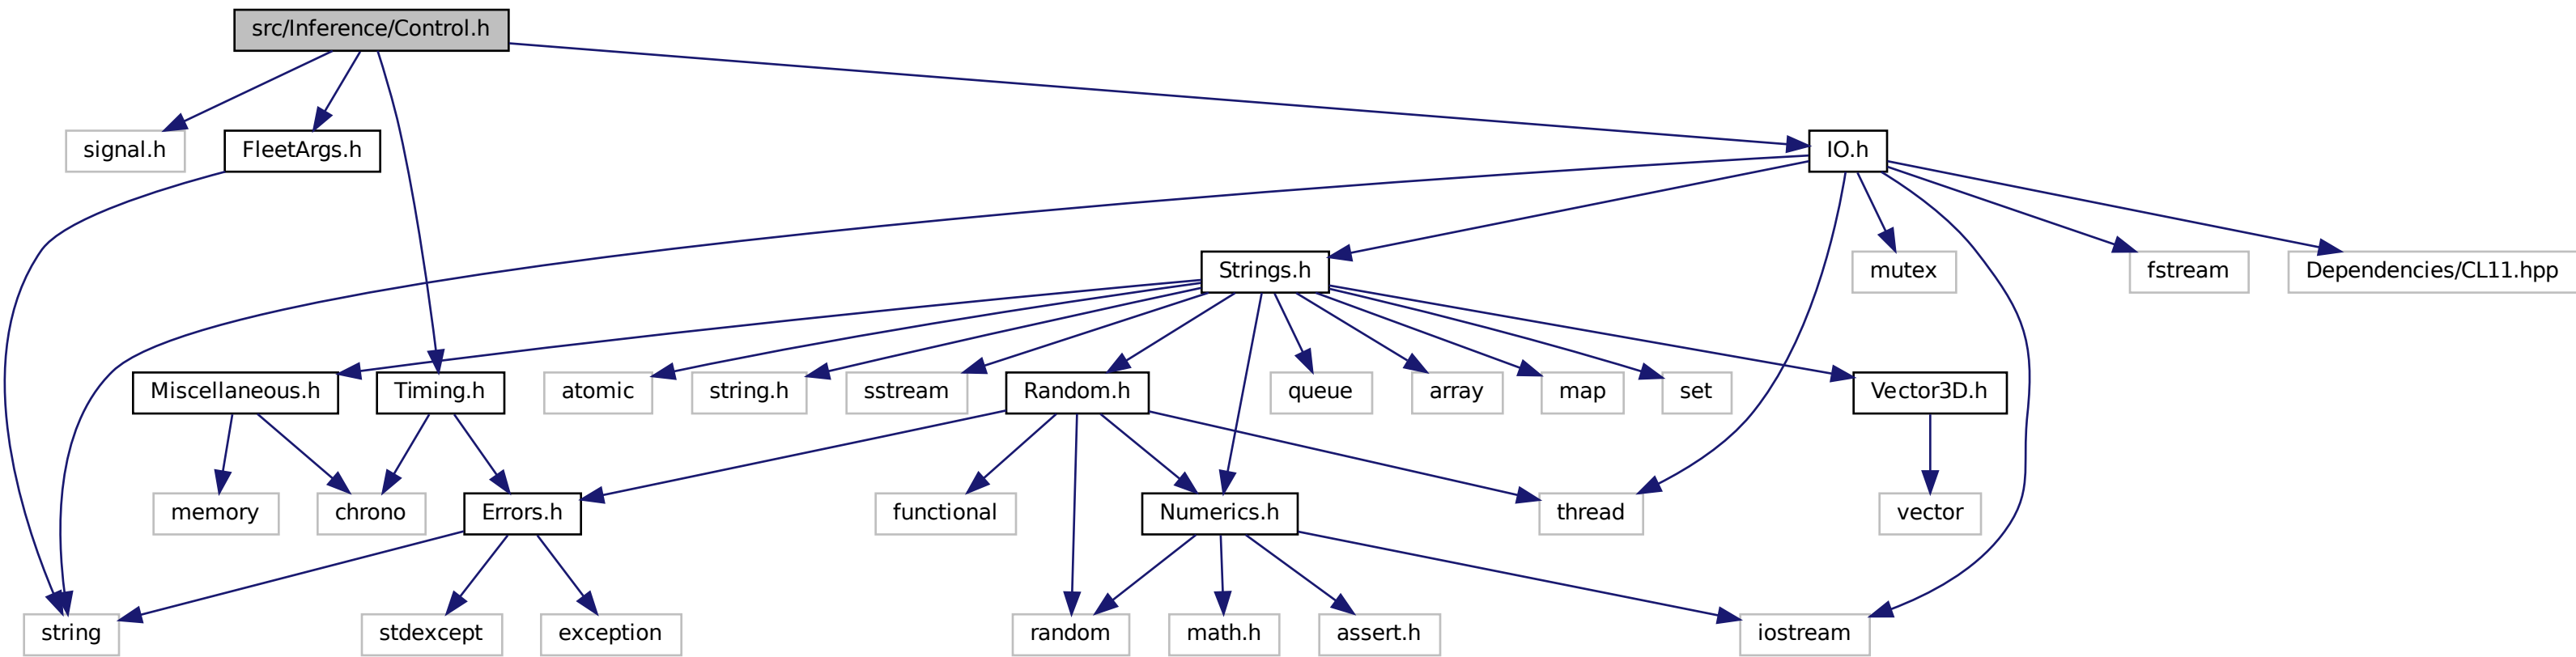 src/Inference/Control.h
signal.h
FleetArgs.h
IO.h
Strings.h
mutex
fstream
Dependencies/CL11.hpp
Miscellaneous.h
Timing.h
atomic
string.h
sstream
Random.h
queue
array
map
set
Vector3D.h
memory
chrono
Errors.h
functional
Numerics.h
thread
vector
string
stdexcept
exception
random
math.h
assert.h
iostream